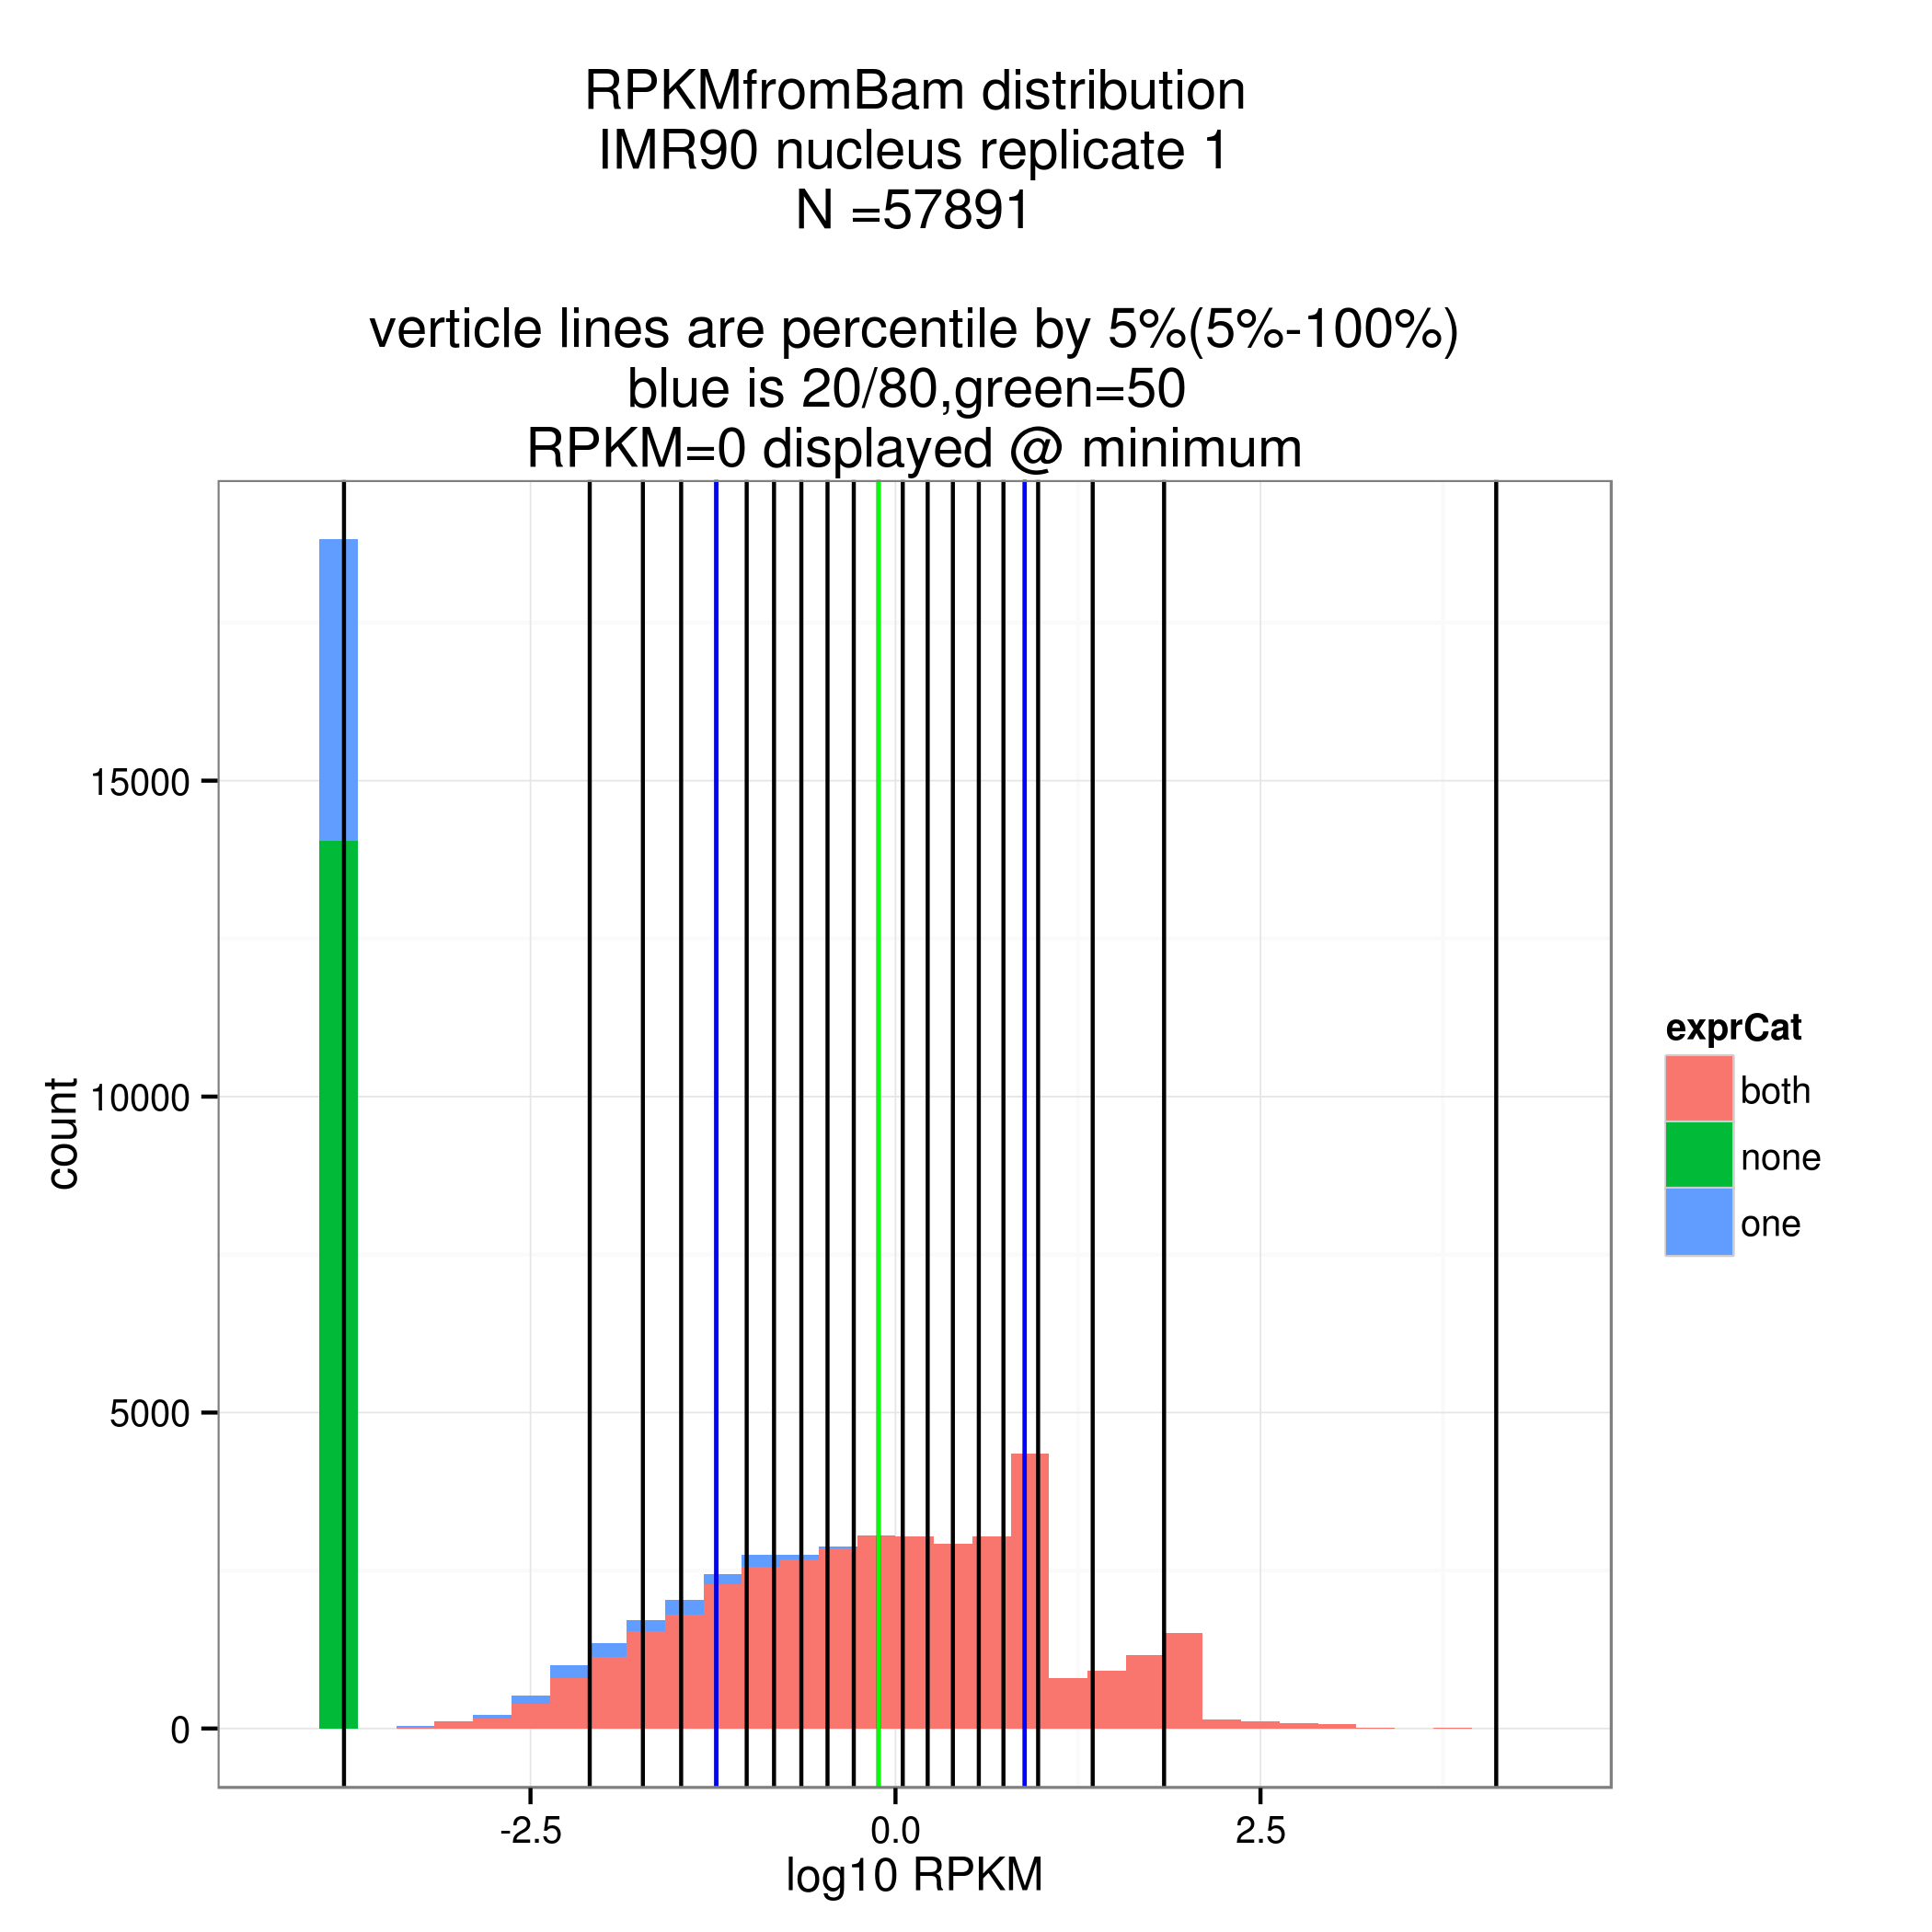 RPKMfromBam distribution
IMR90 nucleus replicate 1
N =57891
verticle lines are percentile by 5%(5%-100%)
blue is 20/80,green=50
RPKM=0 displayed @ minimum
15000
10000
5000
0
count
-2.5
0.0
2.5
log10 RPKM
exprCat
both
none
one